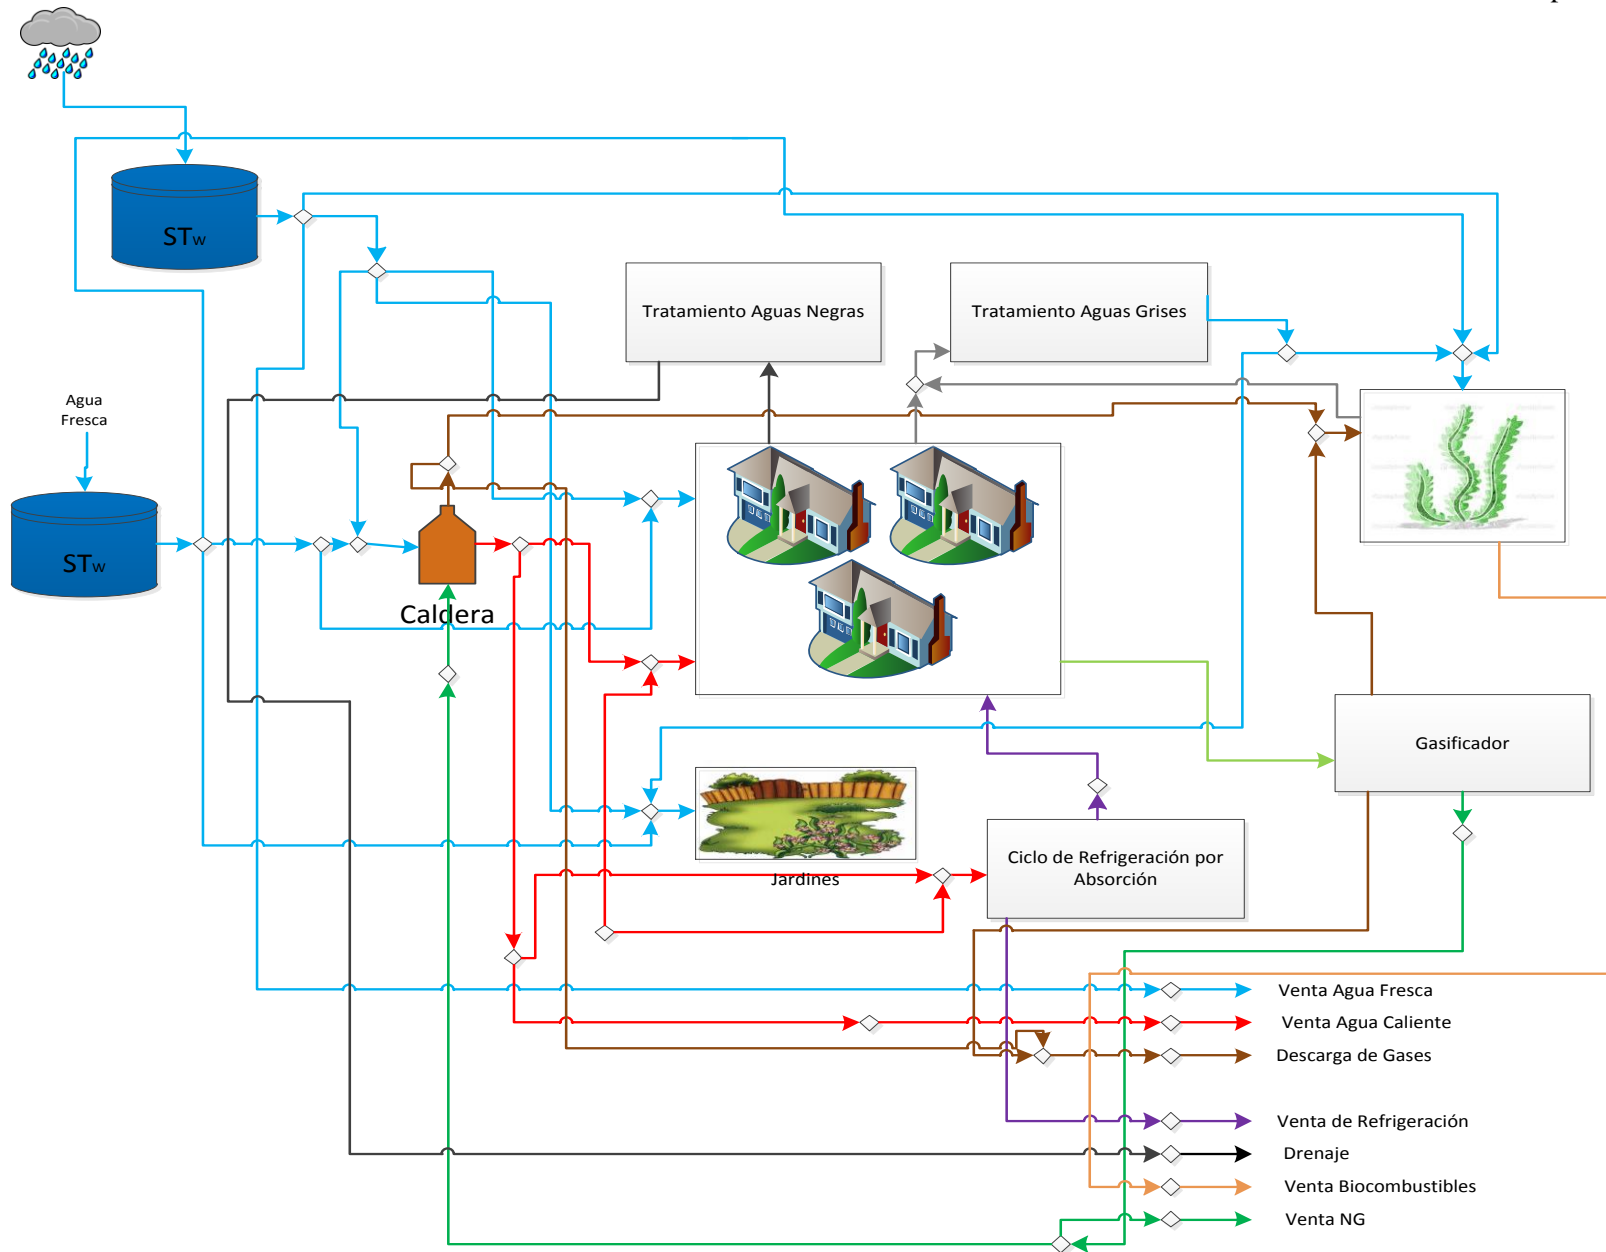 STw
Tratamiento Aguas Negras
Tratamiento Aguas Grises
Agua
Fresca
STw
Caldera
Gasificador
Ciclo de Refrigeración por
Absorción
Jardines
Venta Agua Fresca
Venta Agua Caliente
Descarga de Gases
Venta de Refrigeración
Drenaje
Venta Biocombustibles
Venta NG